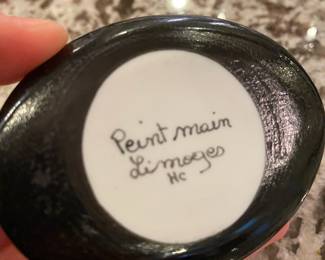 Peint main
Limoges
HC